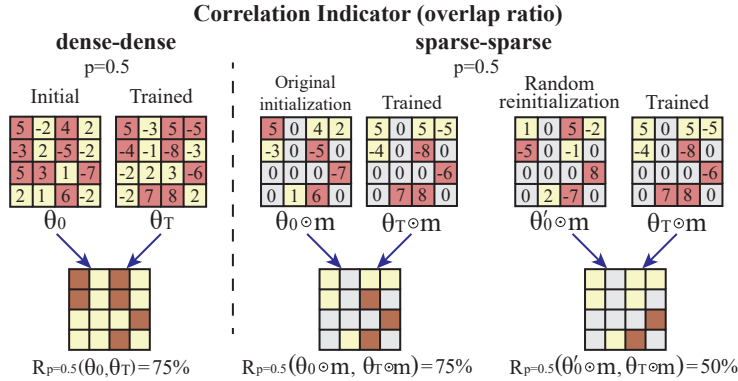 Correlation Indicator (overlap ratio)
dense-dense
p=0.5
Initial Trained
5 -2 4 2
-3 2 -5 -2
5 3 1 -7
2 1 6 -2
5 -3 5 -5
-4 -1 -8 -3
-2 2 3 -6
-2 7 8 2
θ0 θT
Rp=0.5(θ0,θT)=75%
sparse-sparse
p=0.5
Original
initialization
Trained
5 0 4 2
-3 0 -5 0
0 0 0 -7
0 1 6 0
5 0 5 -5
-4 0 -8 0
0 0 0 -6
0 7 8 0
θ0⊙m θT⊙m
Rp=0.5(θ0⊙m, θT⊙m)=75%
Random
reinitialization
Trained
1 0 5 -2
-5 0 -1 0
0 0 0 8
0 2 -7 0
5 0 5 -5
-4 0 -8 0
0 0 0 -6
0 7 8 0
θ′0⊙m θT⊙m
Rp=0.5(θ′0⊙m, θT⊙m)=50%